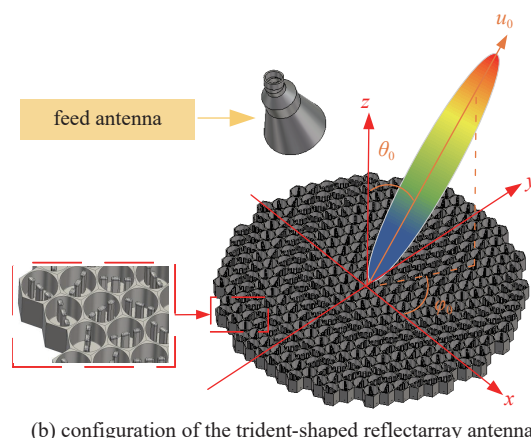 u₀
feed antenna
z
θ₀
y
φ₀
x
(b) configuration of the trident-shaped reflectarray antenna